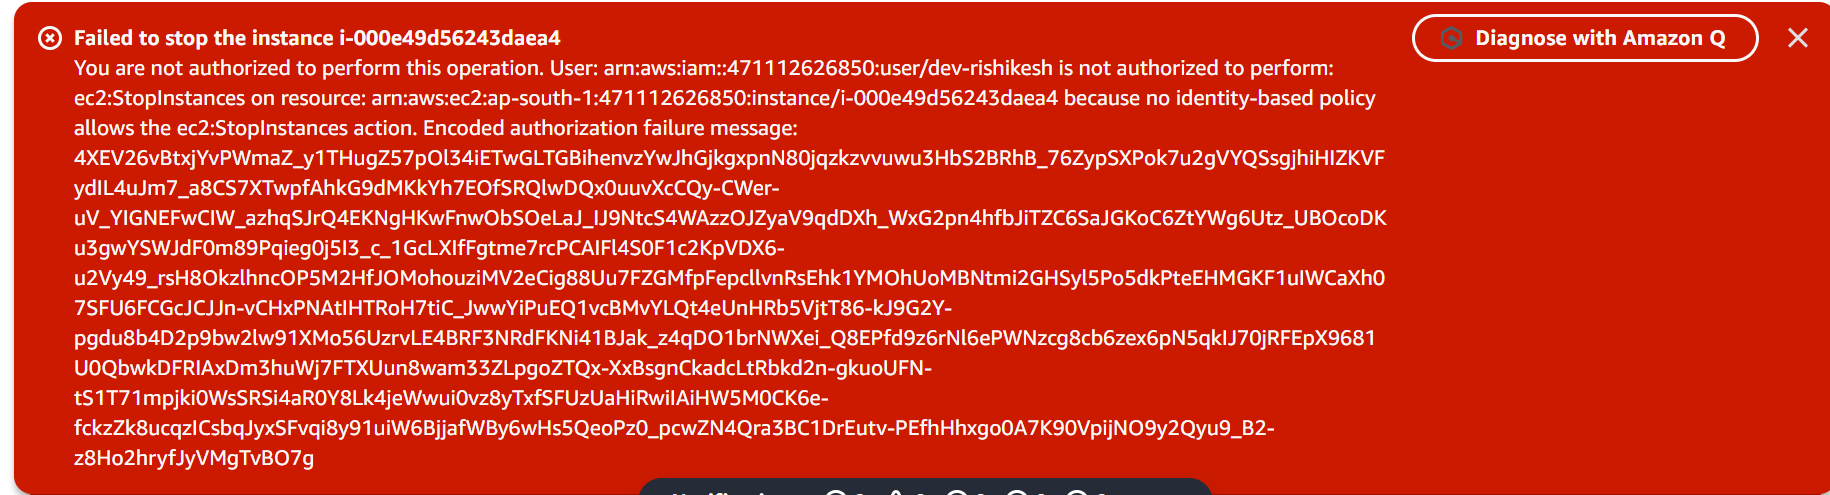 Failed to stop the instance i-000e49d56243daea4
Diagnose with Amazon Q
You are not authorized to perform this operation. User: arn:aws:iam::471112626850:user/dev-rishikesh is not authorized to perform:
ec2:StopInstances on resource: arn:aws:ec2:ap-south-1:471112626850:instance/i-000e49d56243daea4 because no identity-based policy
allows the ec2:StopInstances action. Encoded authorization failure message:
4XEV26vBtxjYvPWmaZ_y1THugZ57pOl34iETwGLTGBihenvzYwJhGjkgxpnN80jqzkzvvuwu3HbS2BRhB_76ZypSXPok7u2gVYQSsgjhiHIZKVF
ydIL4uJm7_a8CS7XTwpfAhkG9dMKkYh7EOfSRQlwDQx0uuvXcCQy-CWer-
uV_YIGNEFwCIW_azhqSJrQ4EKNgHKwFnwObSOeLaJ_IJ9NtcS4WAzzOJZyaV9qdDXh_WxG2pn4hfbJiTZC6SaJGKoC6ZtYWg6Utz_UBOcoDK
u3gwYSWJdF0m89Pqieg0j5I3_c_1GcLXIfFgtme7rcPCAIFl4S0F1c2KpVDX6-
u2Vy49_rsH8OkzlhncOP5M2HfJOMohouziMV2eCig88Uu7FZGMfpFepcllvnRsEhk1YMOhUoMBNtmi2GHSyl5Po5dkPteEHMGKF1uIWCaXh0
7SFU6FCGcJCJJn-vCHxPNAtIHTRoH7tiC_JwwYiPuEQ1vcBMvYLQt4eUnHRb5VjtT86-kJ9G2Y-
pgdu8b4D2p9bw2lw91XMo56UzrvLE4BRF3NRdFKNi41BJak_z4qDO1brNWXei_Q8EPfd9z6rNl6ePWNzcg8cb6zex6pN5qkIJ70jRFEpX9681
U0QbwkDFRIAxDm3huWj7FTXUun8wam33ZLpgoZTQx-XxBsgnCkadcLtRbkd2n-gkuoUFN-
tS1T71mpjki0WsSRSi4aR0Y8Lk4jeWwui0vz8yTxfSFUzUaHiRwiIAiHW5M0CK6e-
fckzZk8ucqzICsbqJyxSFvqi8y91uiW6BjjafWBy6wHs5QeoPz0_pcwZN4Qra3BC1DrEutv-PEfhHhxgo0A7K90VpijNO9y2Qyu9_B2-
z8Ho2hryfJyVMgTvBO7g